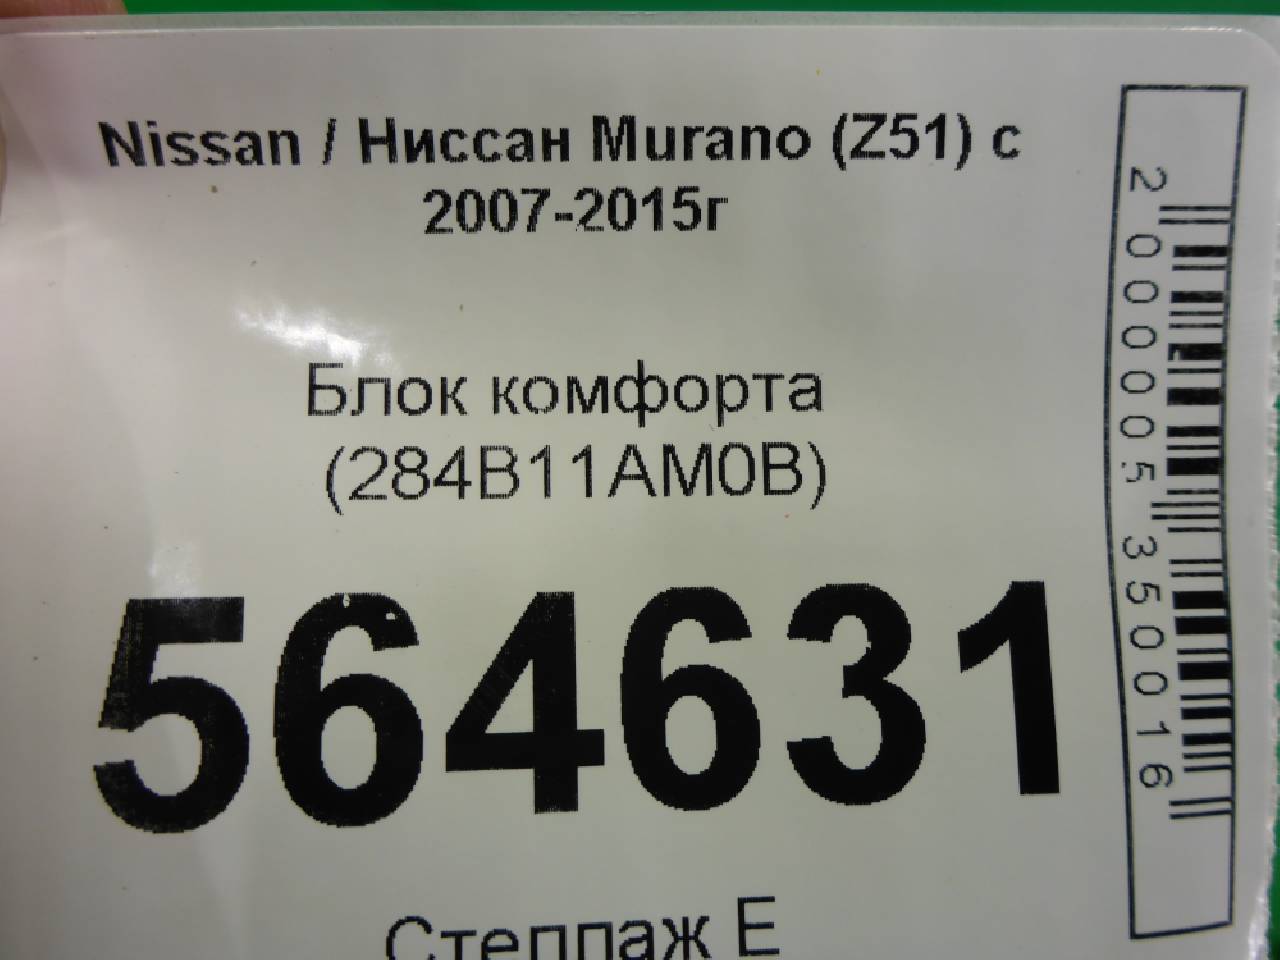 Nissan / Ниссан Murano (Z51) с
2007-2015г
Блок комфорта
(284B11AM0B)
564631
Стеллаж Е
2000005350016